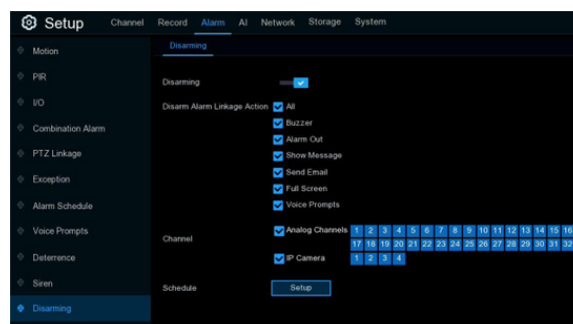 Setup Channel Record Alarm AI Network Storage System
Motion
PIR
I/O
Combination Alarm
PTZ Linkage
Exception
Alarm Schedule
Voice Prompts
Deterrence
Siren
Disarming
Disarming
Disarming
Disarm Alarm Linkage Action All
Buzzer
Alarm Out
Show Message
Send Email
Full Screen
Voice Prompts
Channel
Analog Channels 1 2 3 4 5 6 7 8 9 10 11 12 13 14 15 16
17 18 19 20 21 22 23 24 25 26 27 28 29 30 31 32
IP Camera 1 2 3 4
Schedule Setup